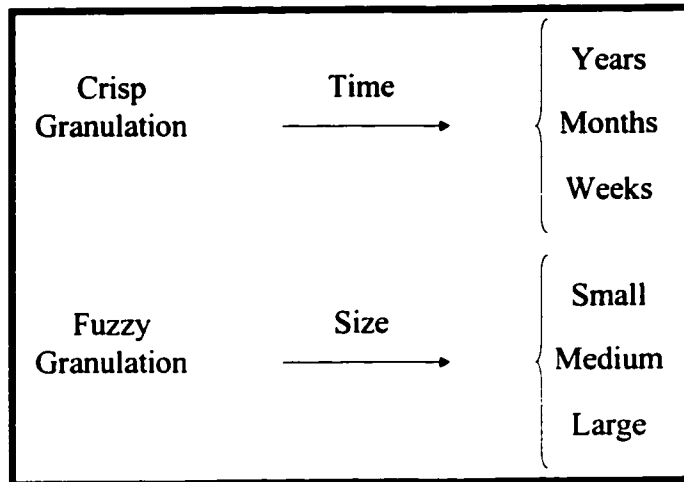 Crisp
Granulation
Time
Years
Months
Weeks
Fuzzy
Granulation
Size
Small
Medium
Large